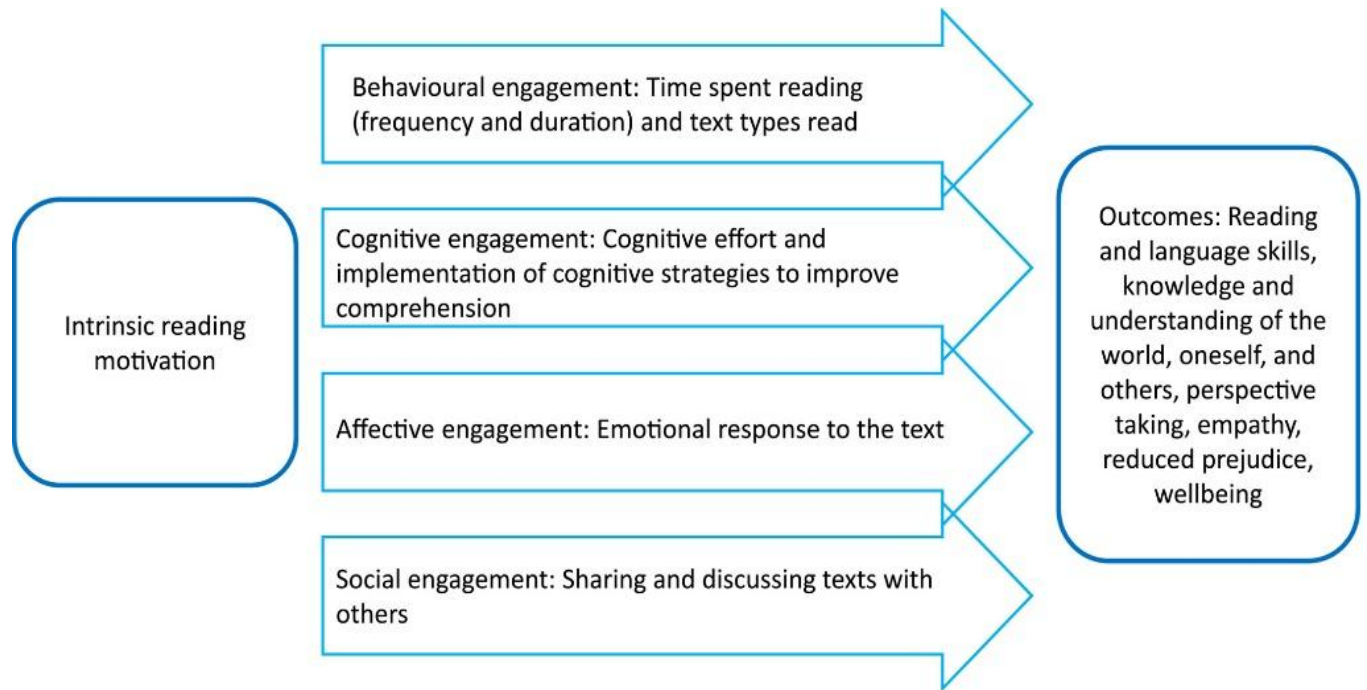 Intrinsic reading
motivation
Behavioural engagement: Time spent reading
(frequency and duration) and text types read
Cognitive engagement: Cognitive effort and
implementation of cognitive strategies to improve
comprehension
Affective engagement: Emotional response to the text
Social engagement: Sharing and discussing texts with
others
Outcomes: Reading
and language skills,
knowledge and
understanding of the
world, oneself, and
others, perspective
taking, empathy,
reduced prejudice,
wellbeing